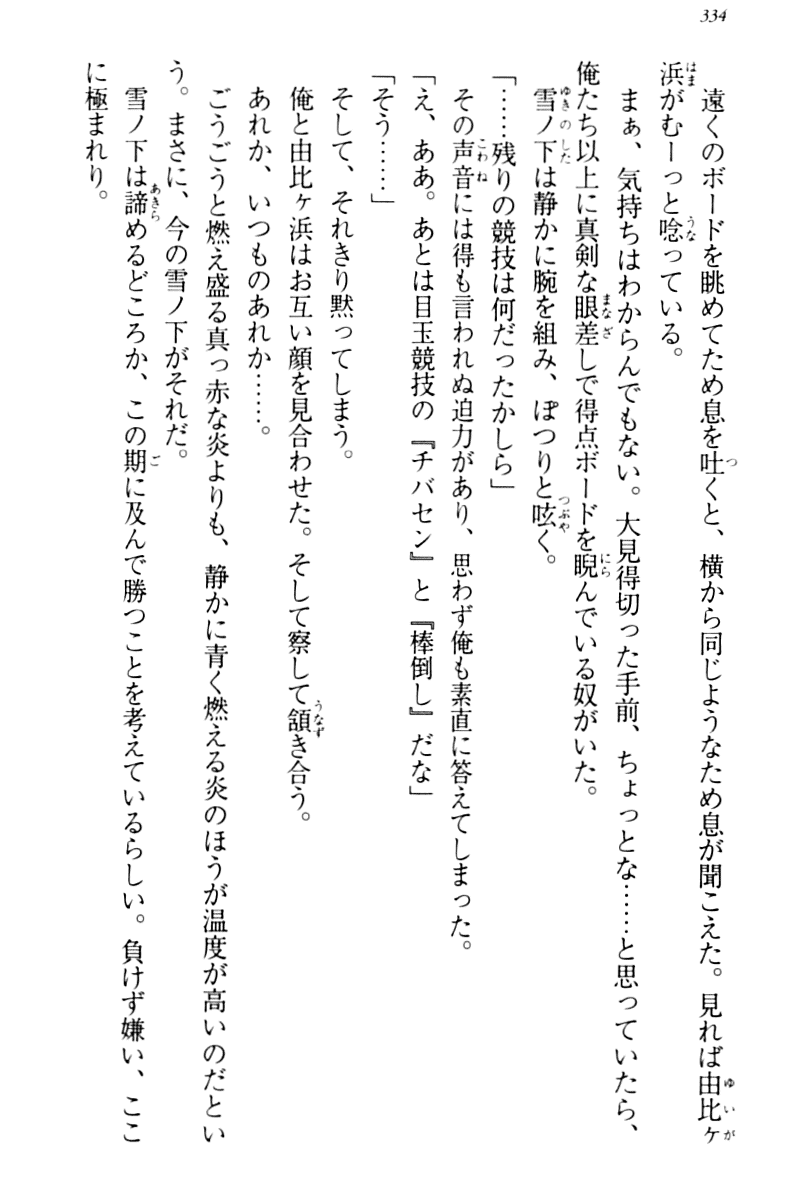 334
遠くのボードを眺めてため息を吐くと、横から同じようなため息が聞こえた。見れば由比ヶ
浜がむーっと唸っている。
まぁ、気持ちはわからんでもない。大見得切った手前、ちょっとな……と思っていたら、
俺たち以上に真剣な眼差しで得点ボードを睨んでいる奴がいた。
雪ノ下は静かに腕を組み、ぽつりと呟く。
「……残りの競技は何だったかしら」
その声音には得も言われぬ迫力があり、思わず俺も素直に答えてしまった。
「え、ああ。あとは目玉競技の『チバセン』と『棒倒し』だな」
「そう……」
そして、それきり黙ってしまう。
俺と由比ヶ浜はお互い顔を見合わせた。そして察して頷き合う。
あれか、いつものあれか……。
ごうごうと燃え盛る真っ赤な炎よりも、静かに青く燃える炎のほうが温度が高いのだとい
う。まさに、今の雪ノ下がそれだ。
雪ノ下は諦めるどころか、この期に及んで勝つことを考えているらしい。負けず嫌い、ここ
に極まれり。